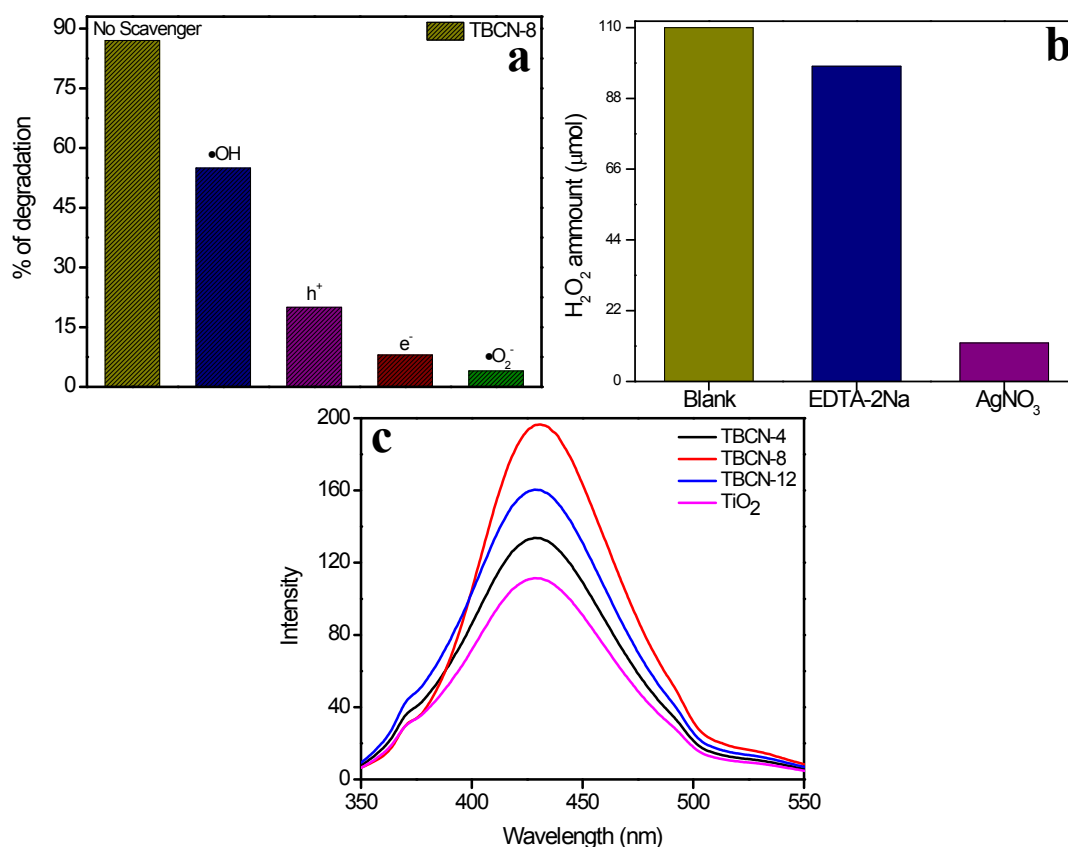 a
No Scavenger
TBCN-8
•OH
h⁺
e⁻
•O₂⁻
90
75
60
45
30
15
0
% of degradation
b
110
88
66
44
22
0
H₂O₂ ammount (μmol)
Blank EDTA-2Na AgNO₃
c
TBCN-4
TBCN-8
TBCN-12
TiO₂
200
160
120
80
40
0
Intensity
350 400 450 500 550
Wavelength (nm)